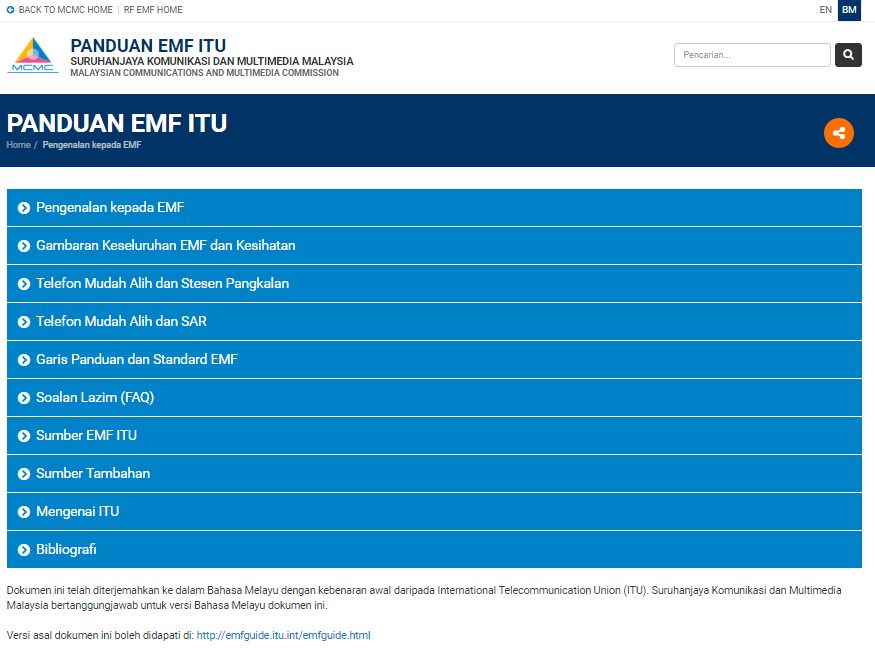 BACK TO MCMC HOME | RF EMF HOME
EN BM
MCMC
PANDUAN EMF ITU
SURUHANJAYA KOMUNIKASI DAN MULTIMEDIA MALAYSIA
MALAYSIAN COMMUNICATIONS AND MULTIMEDIA COMMISSION
Pencarian...
PANDUAN EMF ITU
Home / Pengenalan kepada EMF
Pengenalan kepada EMF
Gambaran Keseluruhan EMF dan Kesihatan
Telefon Mudah Alih dan Stesen Pangkalan
Telefon Mudah Alih dan SAR
Garis Panduan dan Standard EMF
Soalan Lazim (FAQ)
Sumber EMF ITU
Sumber Tambahan
Mengenai ITU
Bibliografi
Dokumen ini telah diterjemahkan ke dalam Bahasa Melayu dengan kebenaran awal daripada International Telecommunication Union (ITU). Suruhanjaya Komunikasi dan Multimedia
Malaysia bertanggungjawab untuk versi Bahasa Melayu dokumen ini.
Versi asal dokumen ini boleh didapati di: http://emfguide.itu.int/emfguide.html